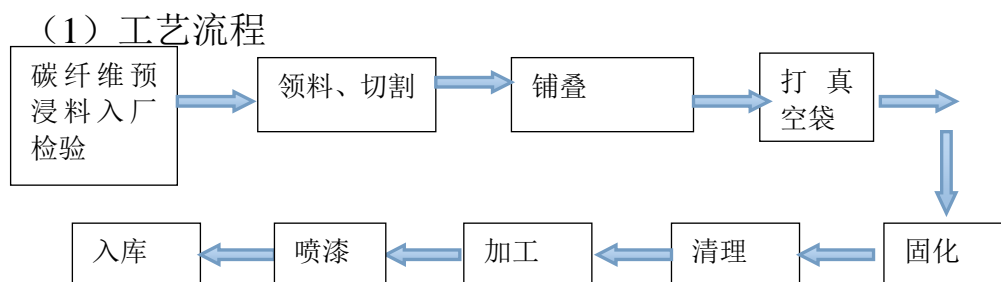 （1）工艺流程
碳纤维预
浸料入厂
检验
领料、切割
铺叠
打真
空袋
固化
清理
加工
喷漆
入库